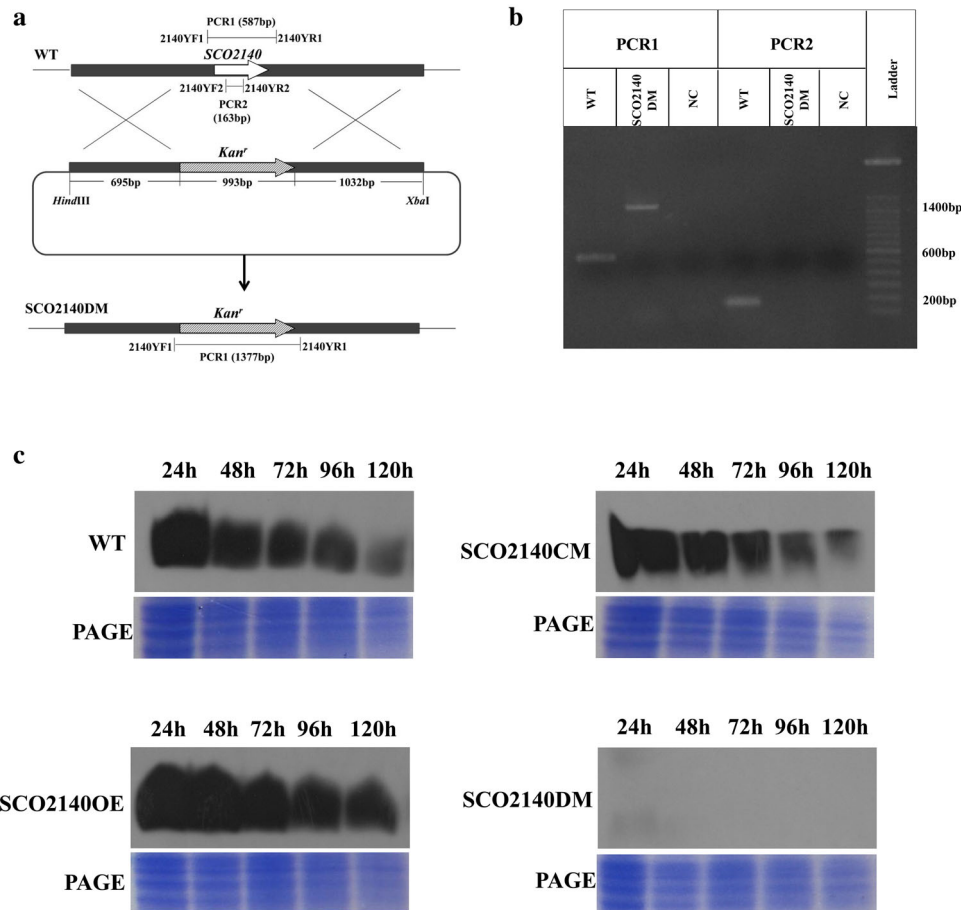 a
PCR1 (587bp)
2140YF1 2140YR1
WT SCO2140
2140YF2 2140YR2
PCR2
(163bp)
Kanr
695bp 993bp 1032bp
HindIII XbaI
SCO2140DM Kanr
2140YF1 PCR1 (1377bp) 2140YR1
b
PCR1 PCR2 Ladder
WT SCO2140 DM NC WT SCO2140 DM NC
1400bp
600bp
200bp
c
24h 48h 72h 96h 120h
WT
PAGE
24h 48h 72h 96h 120h
SCO2140CM
PAGE
24h 48h 72h 96h 120h
SCO2140OE
PAGE
24h 48h 72h 96h 120h
SCO2140DM
PAGE